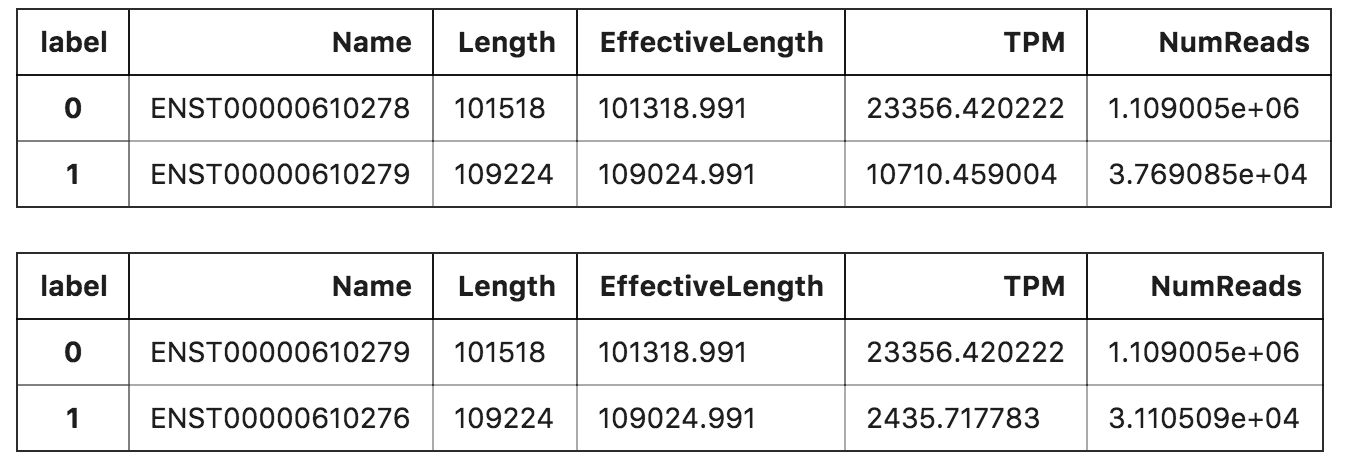 label Name Length EffectiveLength TPM NumReads
0 ENST00000610278 101518 101318.991 23356.420222 1.109005e+06
1 ENST00000610279 109224 109024.991 10710.459004 3.769085e+04
label Name Length EffectiveLength TPM NumReads
0 ENST00000610279 101518 101318.991 23356.420222 1.109005e+06
1 ENST00000610276 109224 109024.991 2435.717783 3.110509e+04